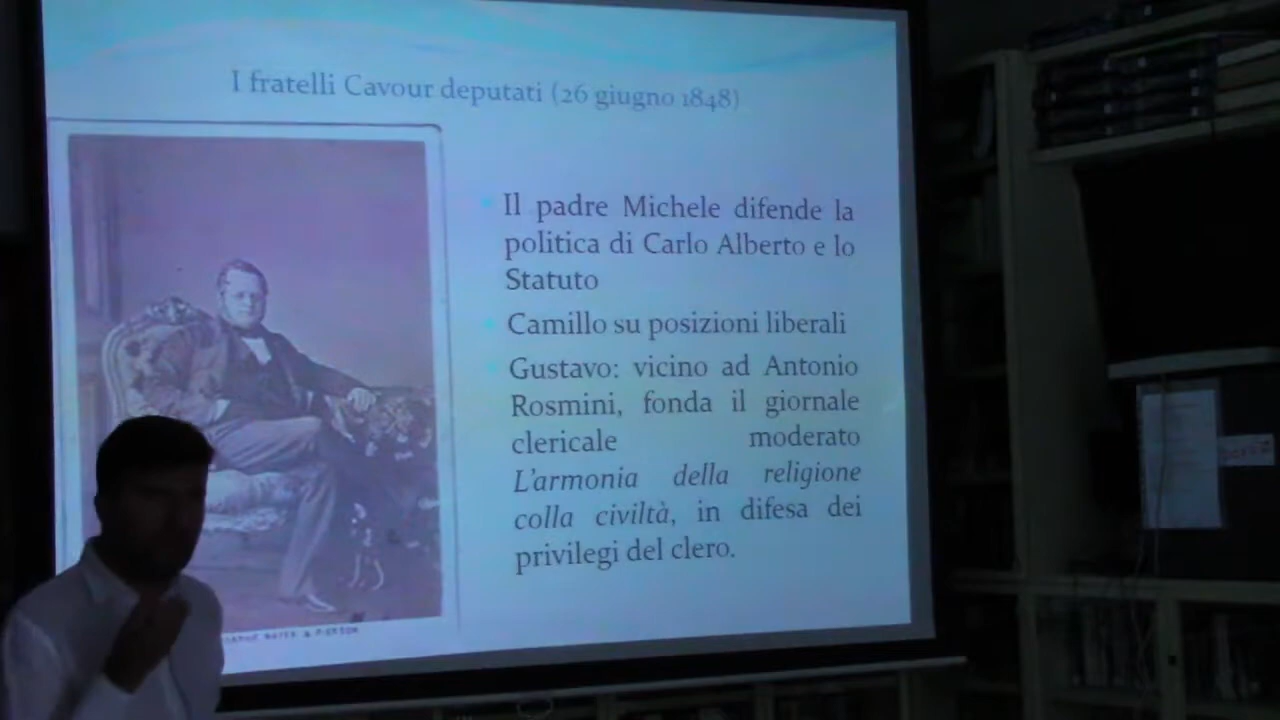 I fratelli Cavour deputati (26 giugno 1848)
Il padre Michele difende la
politica di Carlo Alberto e lo
Statuto
Camillo su posizioni liberali
Gustavo: vicino ad Antonio
Rosmini, fonda il giornale
clericale moderato
L'armonia della religione
colla civiltà, in difesa dei
privilegi del clero.